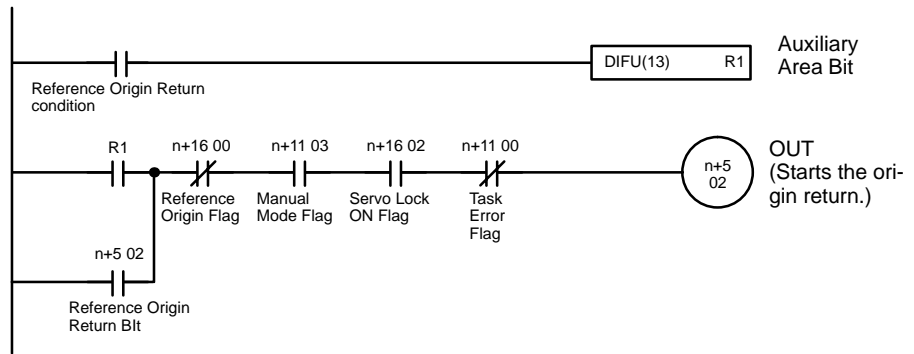 Auxiliary
Area Bit
DIFU(13) R1
Reference Origin Return
condition
R1
n+16 00
n+11 03
n+16 02
n+11 00
OUT
(Starts the ori-
gin return.)
n+5
02
Reference
Origin Flag
Manual
Mode Flag
Servo Lock
ON Flag
Task
Error
Flag
n+5 02
Reference Origin
Return BIt